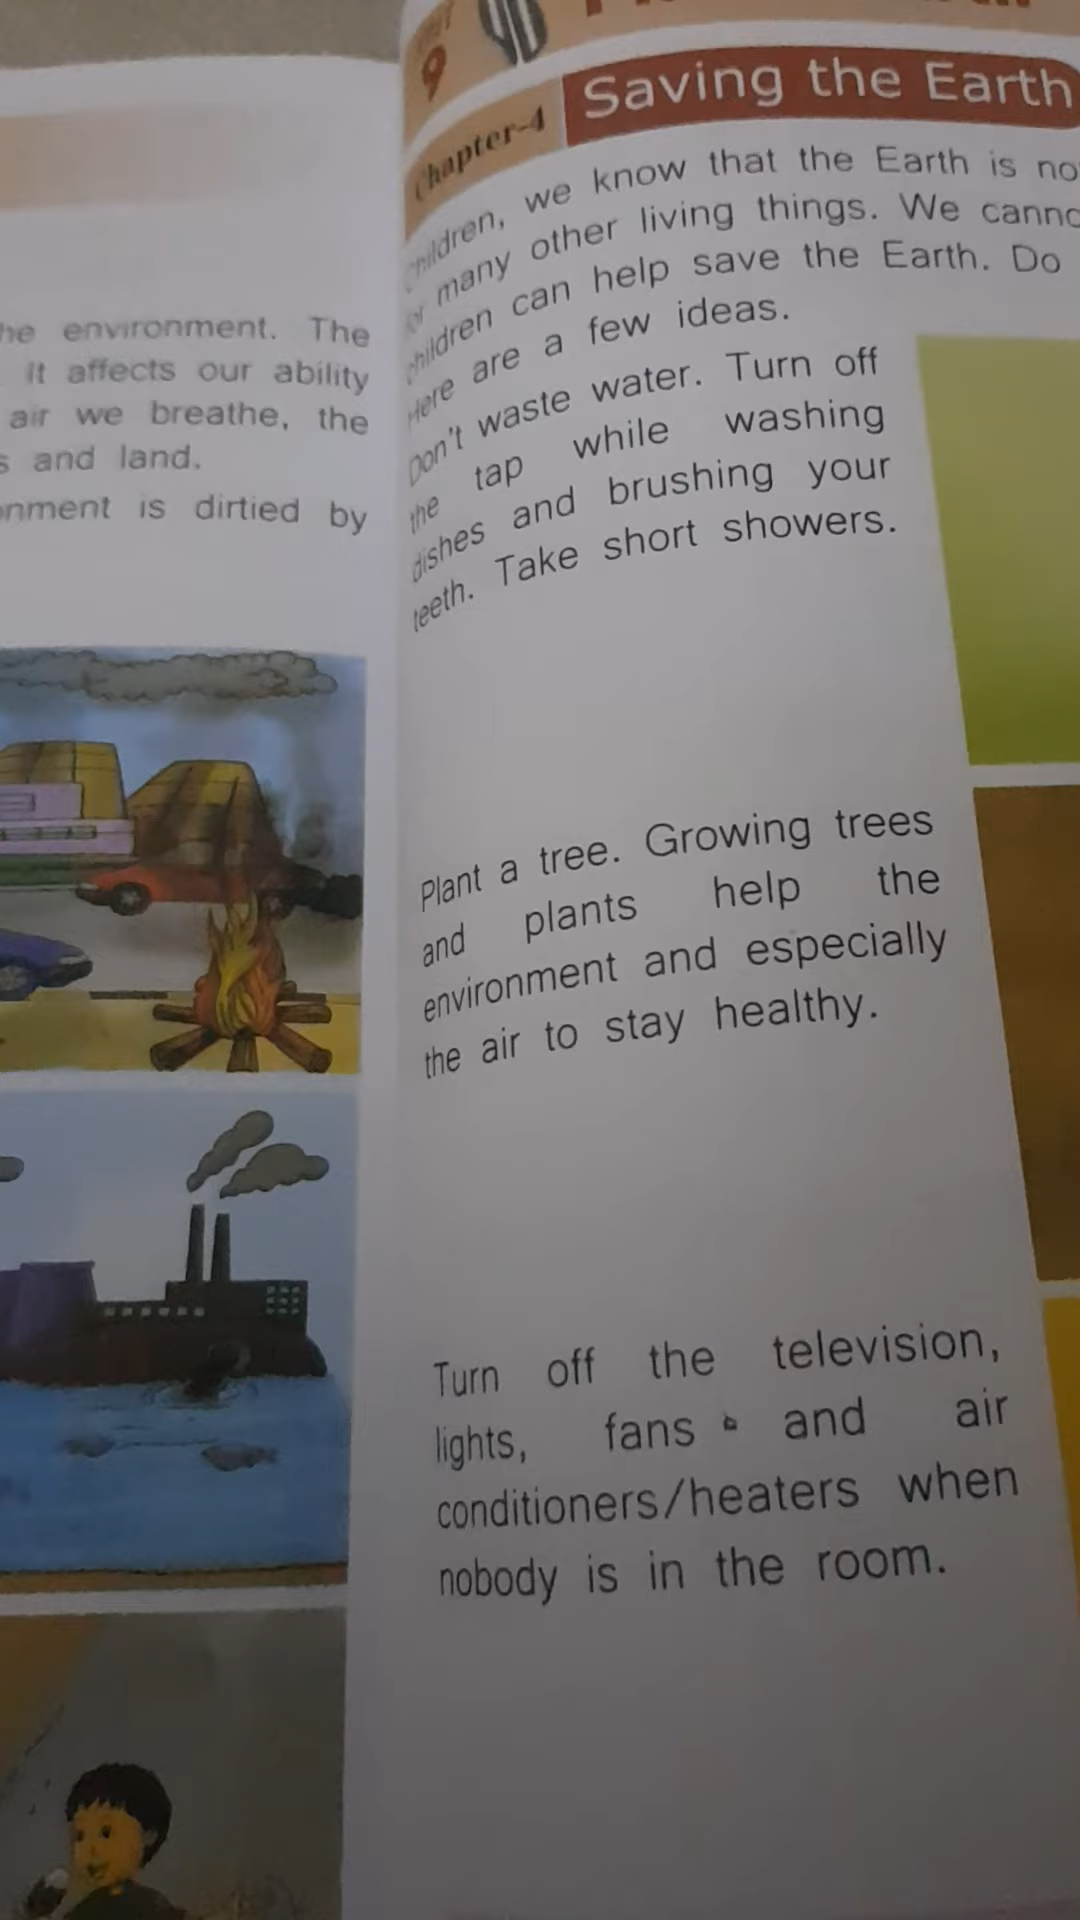 he environment. The
It affects our ability
air we breathe, the
s and land.
onment is dirtied by
9
Chapter-4
Saving the Earth
Children, we know that the Earth is no
or many other living things. We canno
children can help save the Earth. Do
Here are a few ideas.
Don't waste water. Turn off
the tap while washing
dishes and brushing your
teeth. Take short showers.
Plant a tree. Growing trees
and plants help the
environment and especially
the air to stay healthy.
Turn off the television,
lights, fans and air
conditioners/heaters when
nobody is in the room.